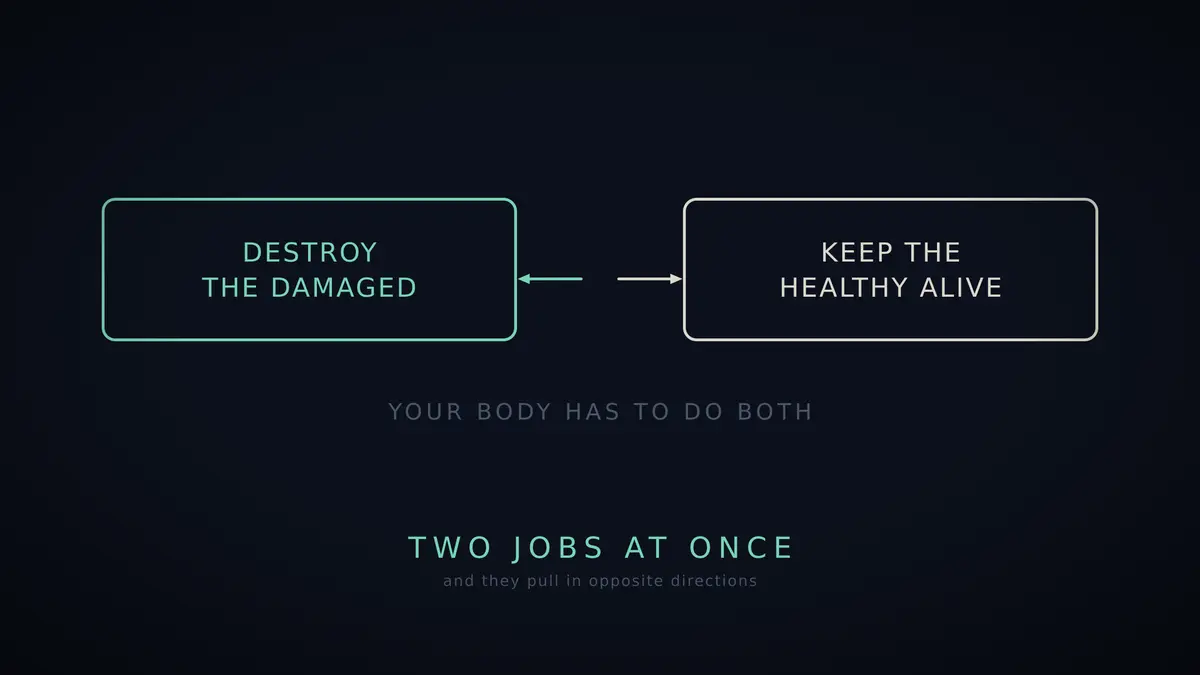 DESTROY
THE DAMAGED
KEEP THE
HEALTHY ALIVE
YOUR BODY HAS TO DO BOTH
TWO JOBS AT ONCE
and they pull in opposite directions